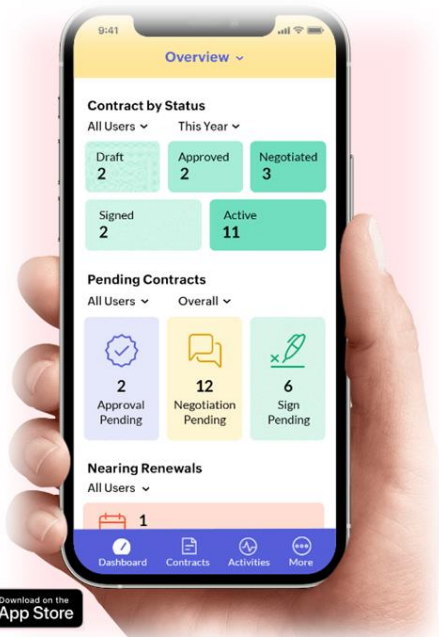 9:41
Overview
Contract by Status
All Users
This Year
Draft
2
Approved
2
Negotiated
3
Signed
2
Active
11
Pending Contracts
All Users
Overall
2
Approval
Pending
12
Negotiation
Pending
6
Sign
Pending
Nearing Renewals
All Users
1
Dashboard
Contracts
Activities
More
Download on the
App Store